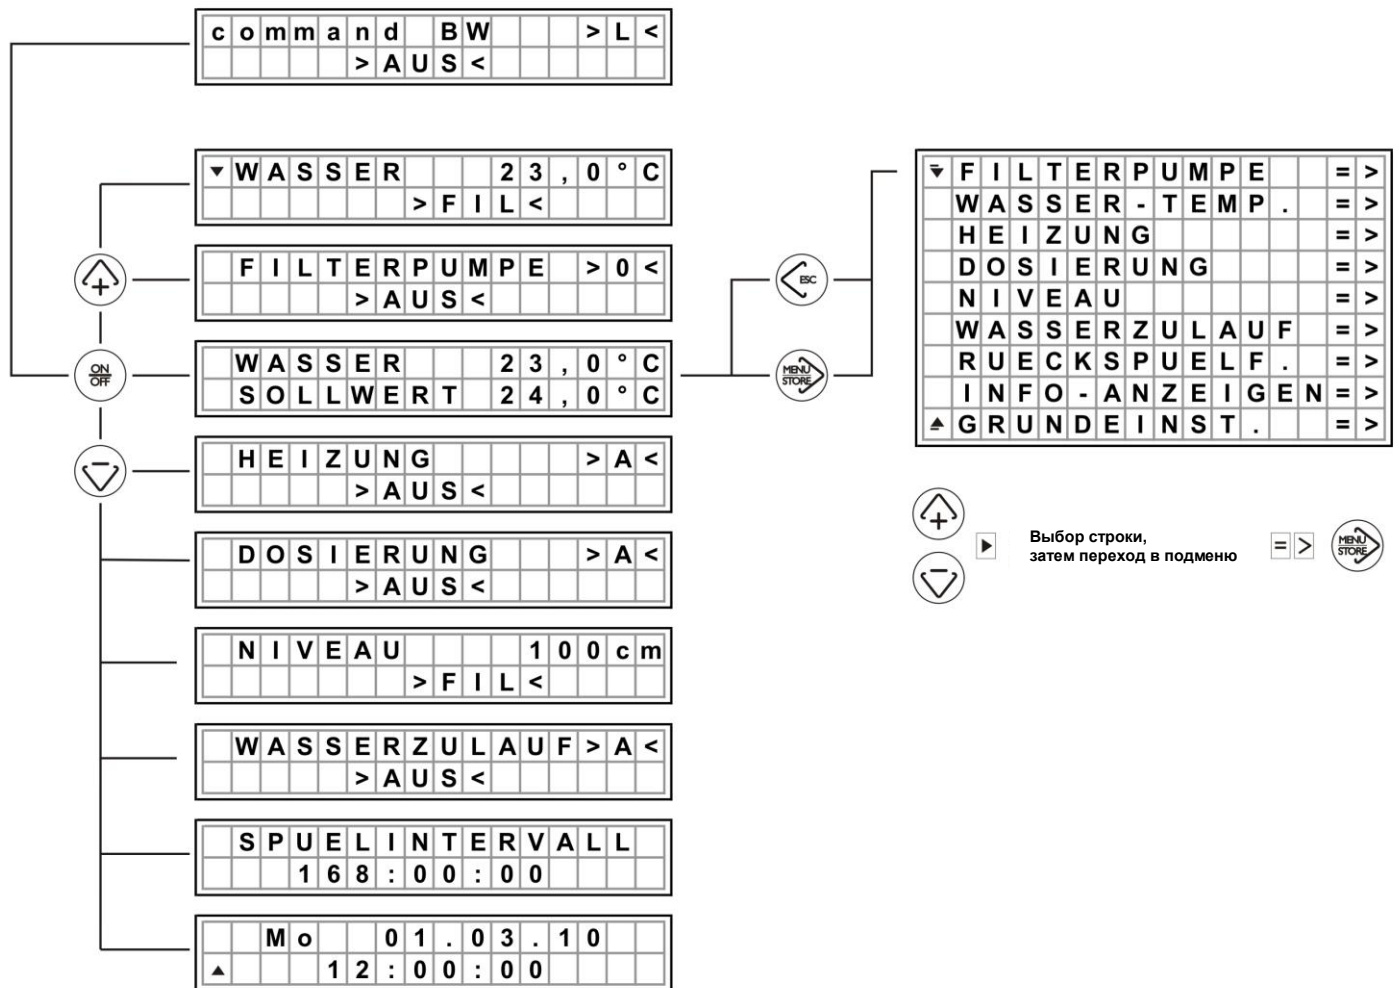 command BW >L<
>AUS<
▼WASSER 23,0°C
>FIL<
FILTERPUMPE >0<
>AUS<
WASSER 23,0°C
SOLLWERT 24,0°C
HEIZUNG >A<
>AUS<
DOSIERUNG >A<
>AUS<
NIVEAU 100cm
>FIL<
WASSERZULAUF>A<
>AUS<
SPUELINTERVALL
168:00:00
Mo 01.03.10
▲ 12:00:00
+
ON
OFF
−
ESC
MENU
STORE
FILTERPUMPE =>
WASSER-TEMP. =>
HEIZUNG =>
DOSIERUNG =>
NIVEAU =>
WASSERZULAUF =>
RUECKSPUELF. =>
INFO-ANZEIGEN=>
GRUNDEINST. =>
+
−
Выбор строки,
затем переход в подменю
=>
MENU
STORE